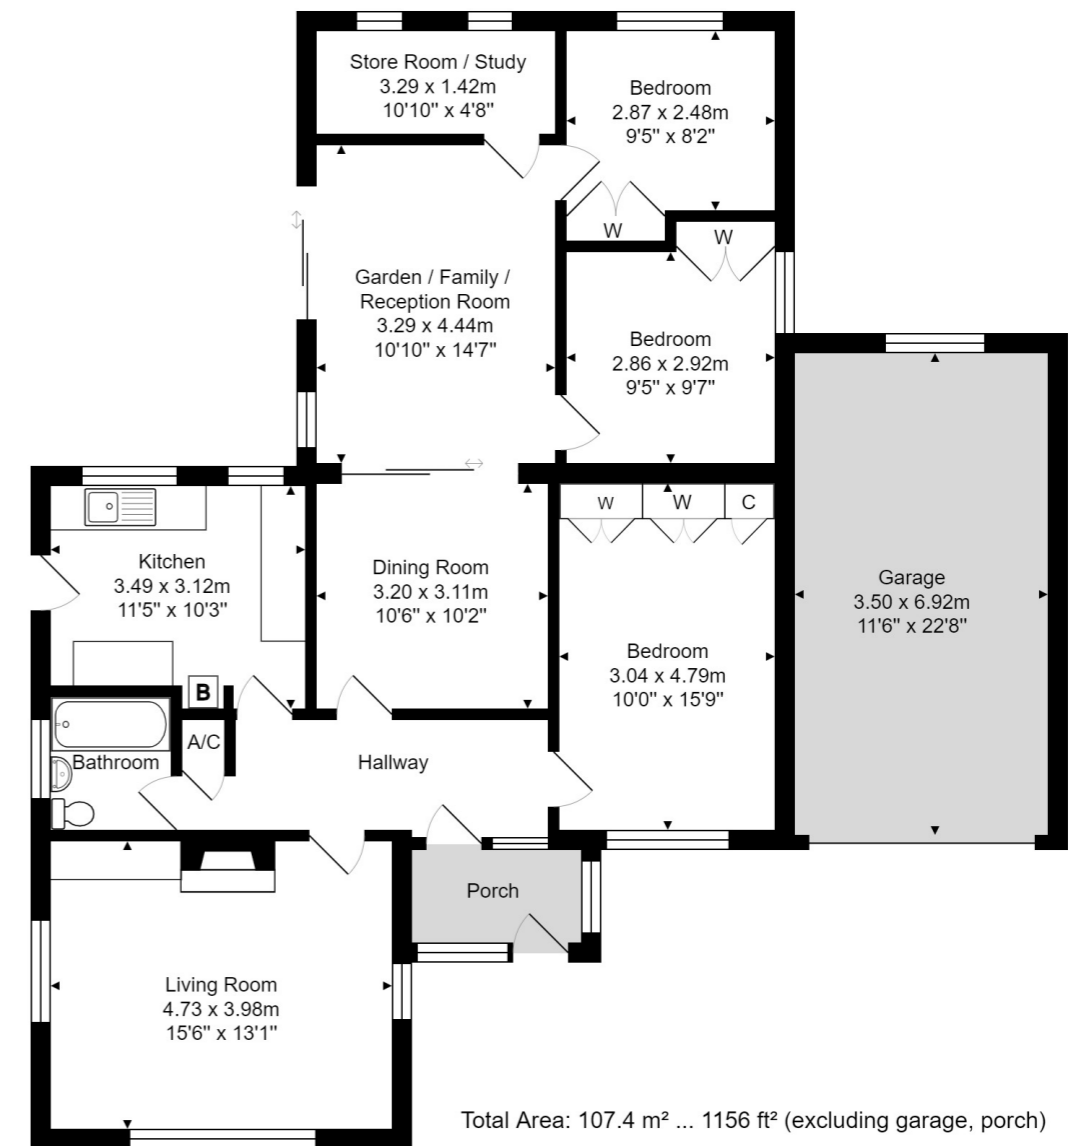 Store Room / Study
3.29 x 1.42m
10'10" x 4'8"
Bedroom
2.87 x 2.48m
9'5" x 8'2"
W
W
Garden / Family /
Reception Room
3.29 x 4.44m
10'10" x 14'7"
Bedroom
2.86 x 2.92m
9'5" x 9'7"
Kitchen
3.49 x 3.12m
11'5" x 10'3"
Dining Room
3.20 x 3.11m
10'6" x 10'2"
W
W
C
Bedroom
3.04 x 4.79m
10'0" x 15'9"
Garage
3.50 x 6.92m
11'6" x 22'8"
B
A/C
Bathroom
Hallway
Porch
Living Room
4.73 x 3.98m
15'6" x 13'1"
Total Area: 107.4 m² ... 1156 ft² (excluding garage, porch)